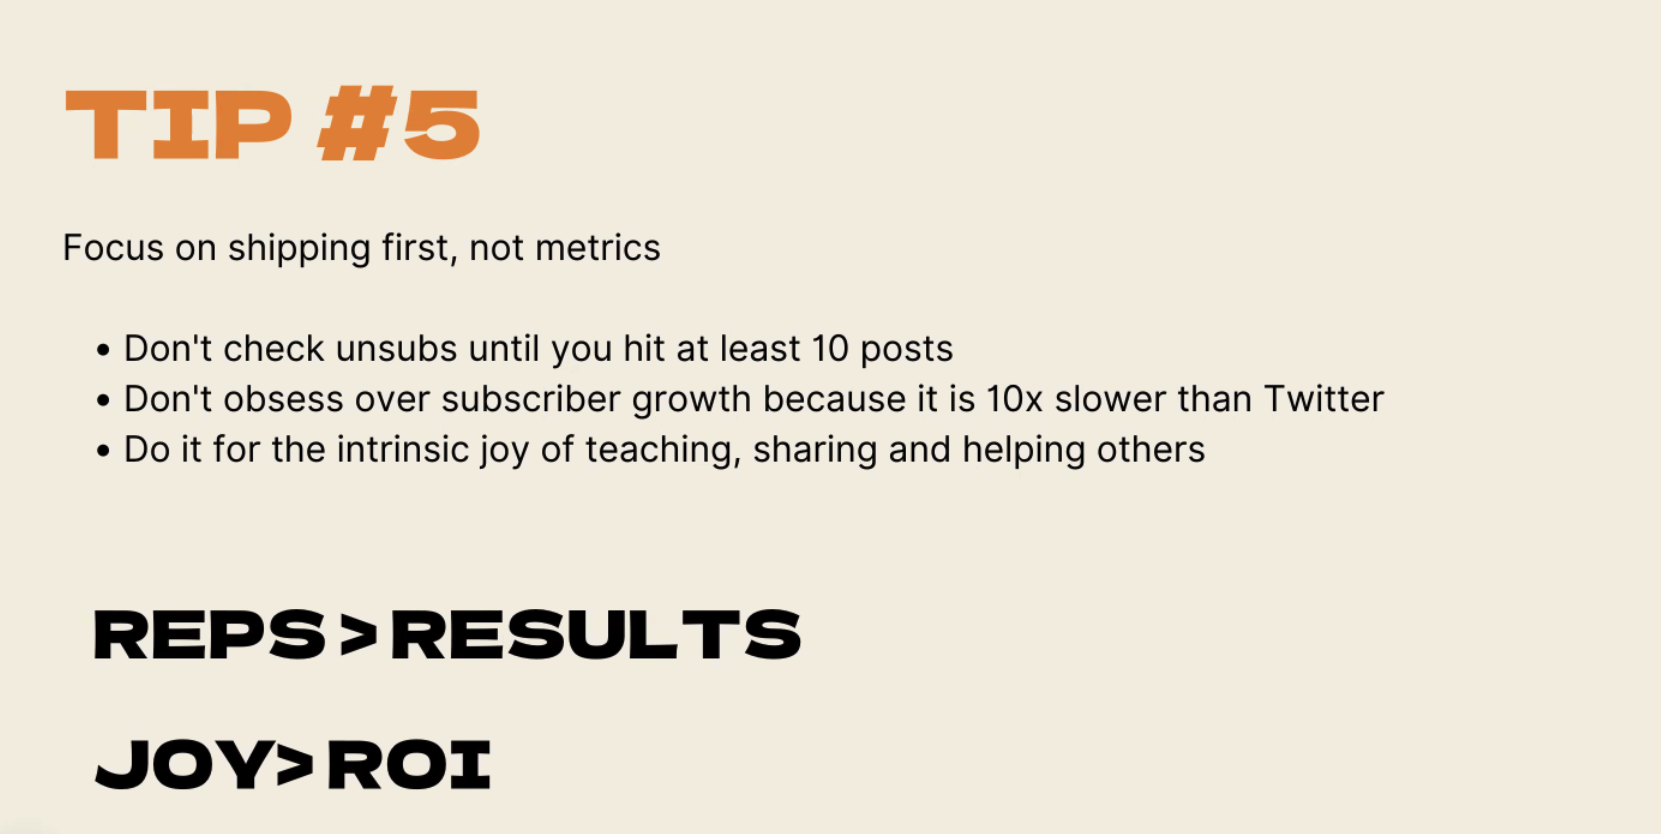 TIP #5
Focus on shipping first, not metrics
• Don't check unsubs until you hit at least 10 posts
• Don't obsess over subscriber growth because it is 10x slower than Twitter
• Do it for the intrinsic joy of teaching, sharing and helping others
REPS > RESULTS
JOY> ROI